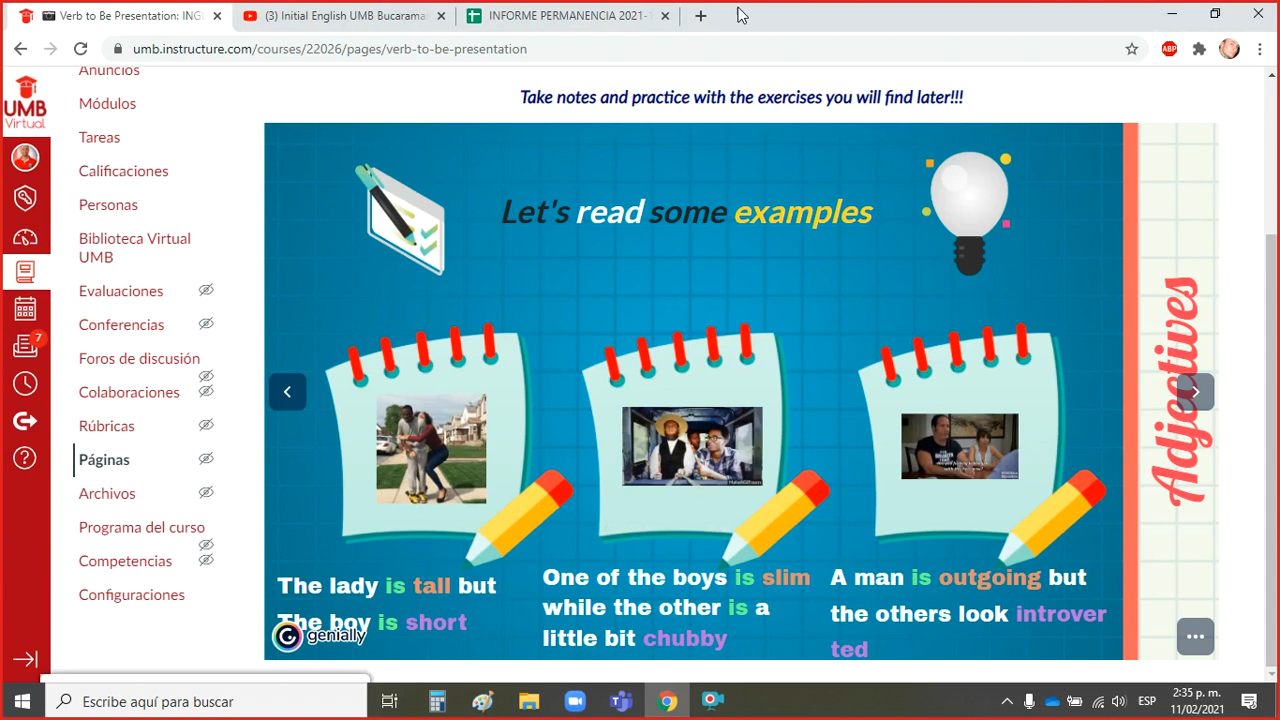 Verb to Be Presentation: ING
(3) Initial English UMB Bucaramar
INFORME PERMANENCIA 2021-
umb.instructure.com/courses/22026/pages/verb-to-be-presentation
ABP
UMB
Virtual
7
Anuncios
Módulos
Tareas
Calificaciones
Personas
Biblioteca Virtual
UMB
Evaluaciones
Conferencias
Foros de discusión
Colaboraciones
Rúbricas
Páginas
Archivos
Programa del curso
Competencias
Configuraciones
Take notes and practice with the exercises you will find later!!!
Let's read some examples
Adjectives
The lady is tall but
The boy is short
One of the boys is slim
while the other is a
little bit chubby
A man is outgoing but
the others look introver
ted
genially
Escribe aquí para buscar
ESP
2:35 p. m.
11/02/2021